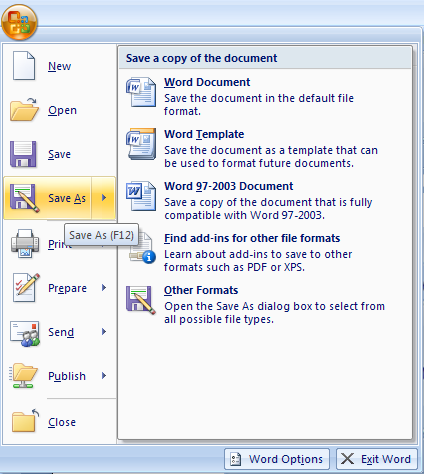 New
Open
Save
Save As
Save As (F12)
Print
Prepare
Send
Publish
Close
Save a copy of the document
Word Document
Save the document in the default file
format.
Word Template
Save the document as a template that can
be used to format future documents.
Word 97-2003 Document
Save a copy of the document that is fully
compatible with Word 97-2003.
Find add-ins for other file formats
Learn about add-ins to save to other
formats such as PDF or XPS.
Other Formats
Open the Save As dialog box to select from
all possible file types.
Word Options
Exit Word